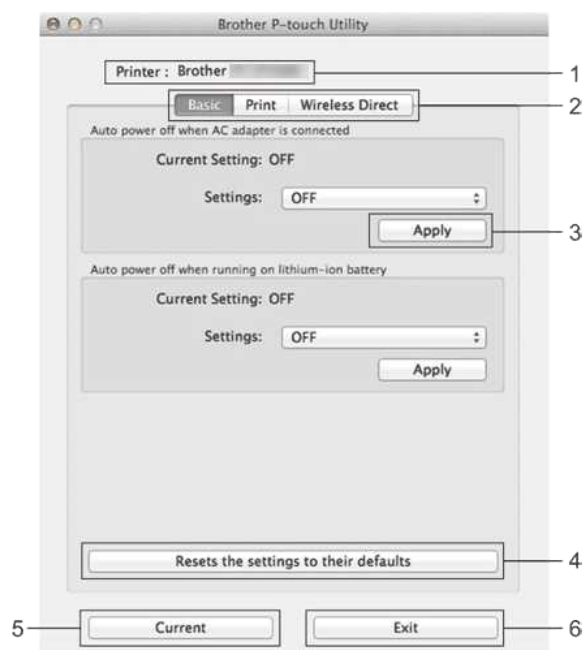 Brother P-touch Utility
Printer : Brother
1
Basic Print Wireless Direct
2
Auto power off when AC adapter is connected
Current Setting: OFF
Settings: OFF
Apply
3
Auto power off when running on lithium-ion battery
Current Setting: OFF
Settings: OFF
Apply
Resets the settings to their defaults
4
5
Current
Exit
6